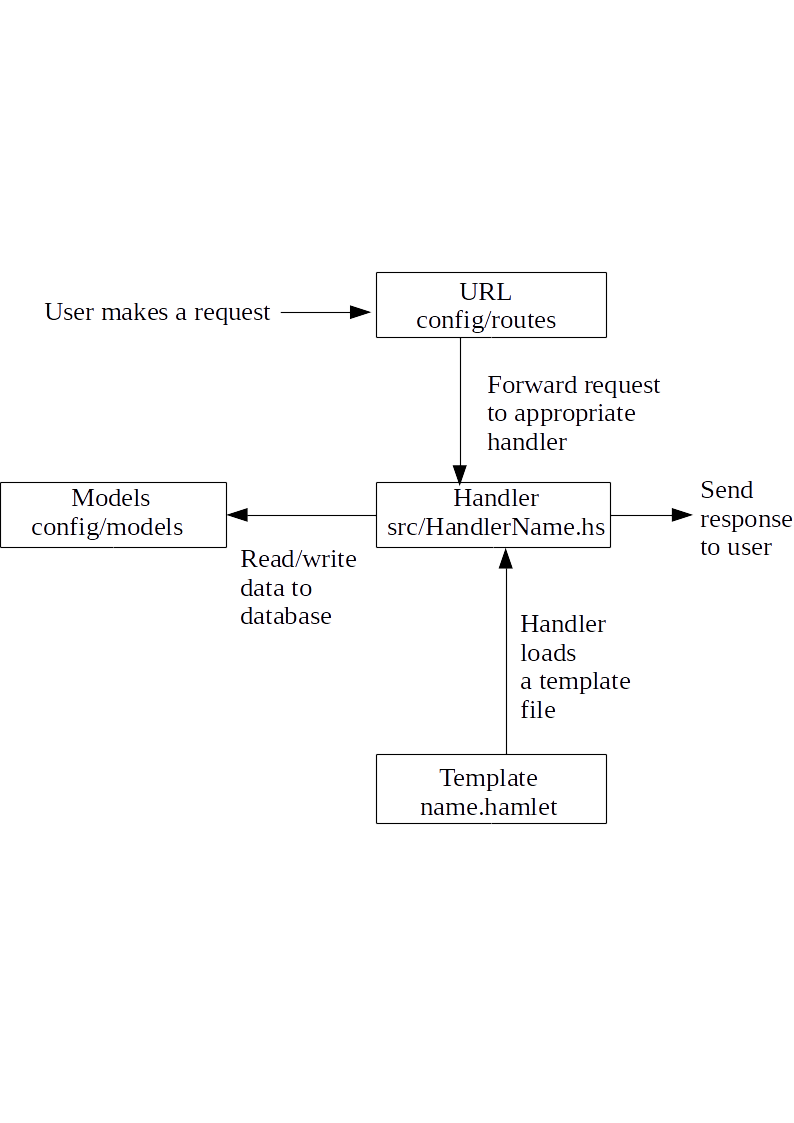 User makes a request
URL
config/routes
Forward request
to appropriate
handler
Models
config/models
Handler
src/HandlerName.hs
Send
response
to user
Read/write
data to
database
Handler
loads
a template
file
Template
name.hamlet